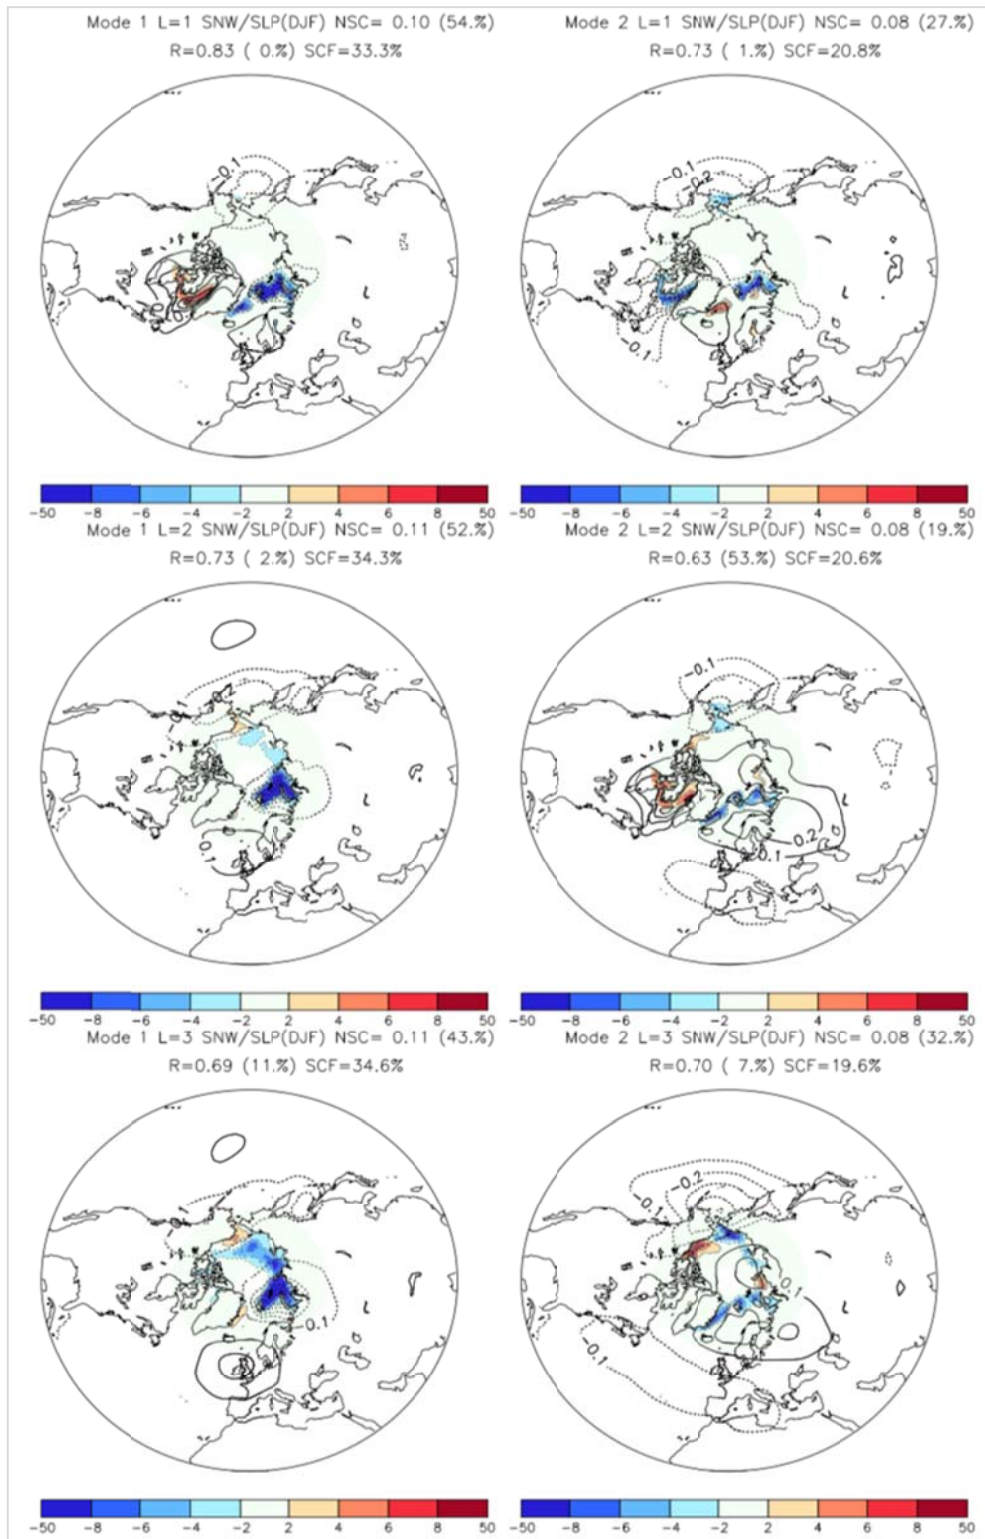 Mode 1 L=1 SNW/SLP(DJF) NSC= 0.10 (54.%)
R=0.83 ( 0.%) SCF=33.3%
-0.1
-50 -8 -6 -4 -2 2 4 6 8 50
Mode 2 L=1 SNW/SLP(DJF) NSC= 0.08 (27.%)
R=0.73 ( 1.%) SCF=20.8%
-0.1
-0.2
-0.1
-50 -8 -6 -4 -2 2 4 6 8 50
Mode 1 L=2 SNW/SLP(DJF) NSC= 0.11 (52.%)
R=0.73 ( 2.%) SCF=34.3%
0.1
-50 -8 -6 -4 -2 2 4 6 8 50
Mode 2 L=2 SNW/SLP(DJF) NSC= 0.08 (19.%)
R=0.63 (53.%) SCF=20.6%
-0.1
0.2
0.1
-50 -8 -6 -4 -2 2 4 6 8 50
Mode 1 L=3 SNW/SLP(DJF) NSC= 0.11 (43.%)
R=0.69 (11.%) SCF=34.6%
0.1
-50 -8 -6 -4 -2 2 4 6 8 50
Mode 2 L=3 SNW/SLP(DJF) NSC= 0.08 (32.%)
R=0.70 ( 7.%) SCF=19.6%
-0.2
-0.1
-0.1
-50 -8 -6 -4 -2 2 4 6 8 50